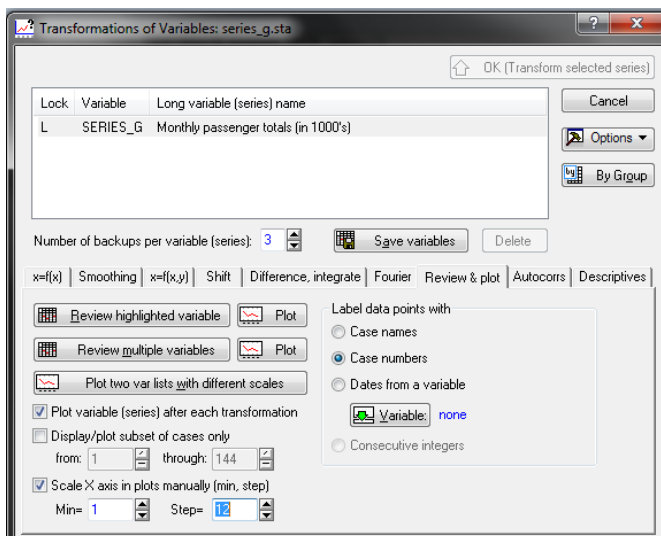 Transformations of Variables: series_g.sta
OK (Transform selected series)
Lock Variable Long variable (series) name
L SERIES_G Monthly passenger totals (in 1000's)
Cancel
Options
By Group
Number of backups per variable (series): 3 Save variables Delete
x=f(x) Smoothing x=f(x,y) Shift Difference, integrate Fourier Review & plot Autocorrs Descriptives
Review highlighted variable Plot
Review multiple variables Plot
Plot two var lists with different scales
Plot variable (series) after each transformation
Display/plot subset of cases only
from: 1 through: 144
Scale X axis in plots manually (min, step)
Min= 1 Step= 12
Label data points with
Case names
Case numbers
Dates from a variable
Variable: none
Consecutive integers